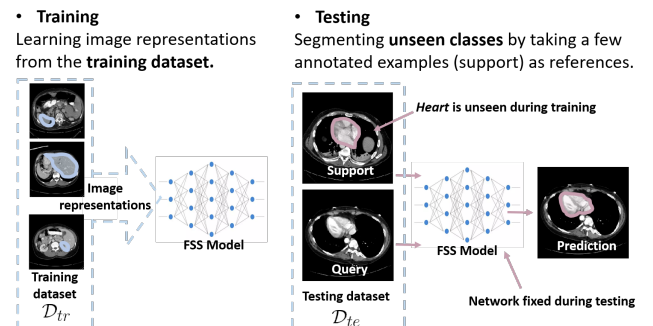 • Training
Learning image representations
from the training dataset.
Image
representations
FSS Model
Training
dataset
𝒟tr
• Testing
Segmenting unseen classes by taking a few
annotated examples (support) as references.
Heart is unseen during training
Support
Query
FSS Model
Prediction
Testing dataset
𝒟te
Network fixed during testing